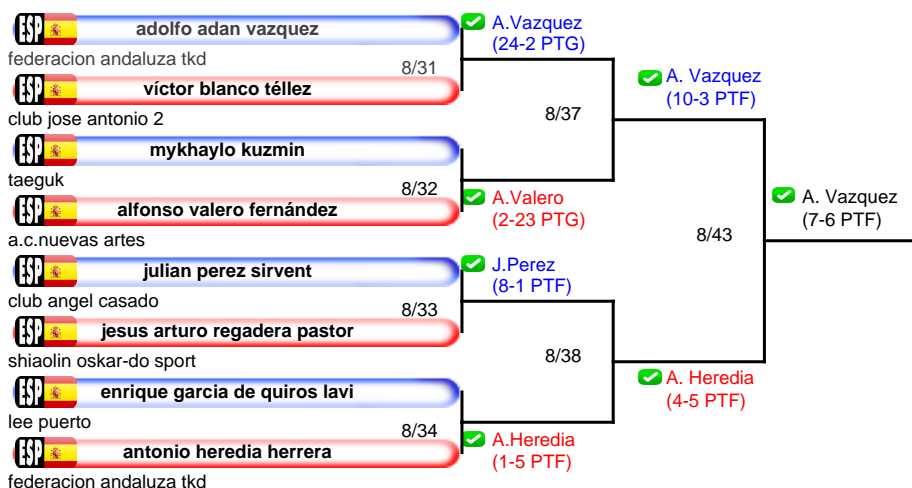 ESP adolfo adan vazquez
federacion andaluza tkd
8/31
ESP víctor blanco téllez
club jose antonio 2
ESP mykhaylo kuzmin
taeguk
8/32
ESP alfonso valero fernández
a.c.nuevas artes
ESP julian perez sirvent
club angel casado
8/33
ESP jesus arturo regadera pastor
shiaolin oskar-do sport
ESP enrique garcia de quiros lavi
lee puerto
8/34
ESP antonio heredia herrera
federacion andaluza tkd
A.Vazquez
(24-2 PTG)
8/37
A.Valero
(2-23 PTG)
J.Perez
(8-1 PTF)
8/38
A.Heredia
(1-5 PTF)
A. Vazquez
(10-3 PTF)
8/43
A. Heredia
(4-5 PTF)
A. Vazquez
(7-6 PTF)